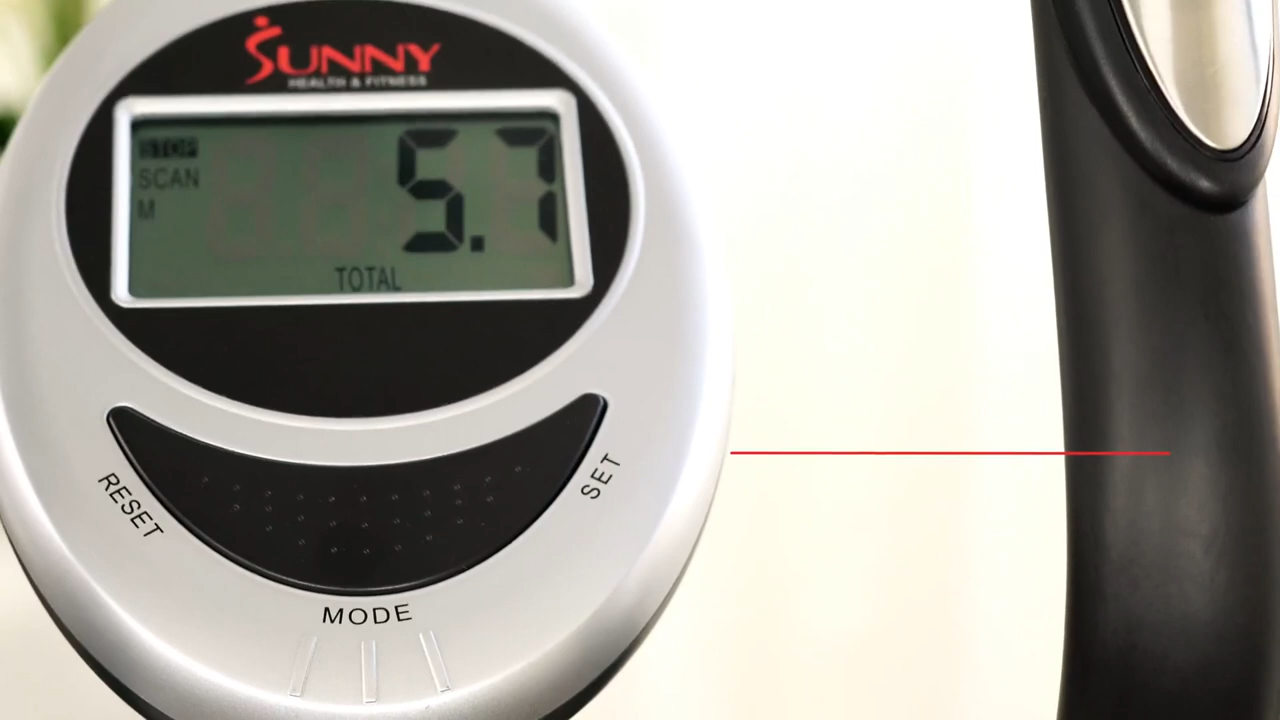 SUNNY
HEALTH & FITNESS
STOP
5.7
SCAN
M
TOTAL
RESET
SET
MODE